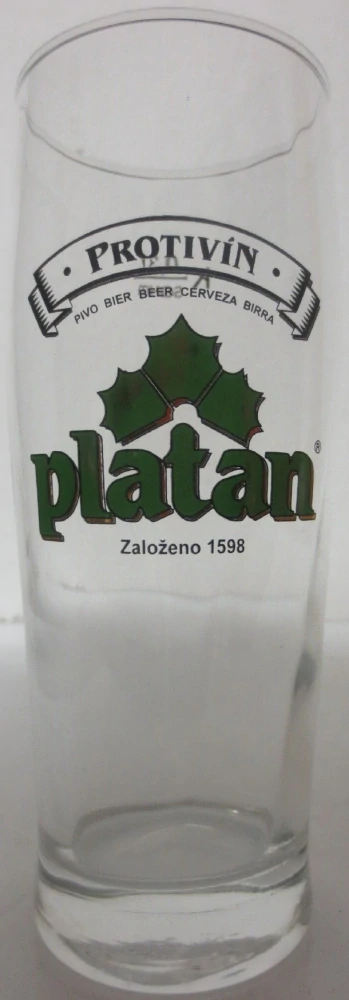 · PROTIVÍN ·
PIVO BIER BEER CERVEZA BIRRA
platan®
Založeno 1598